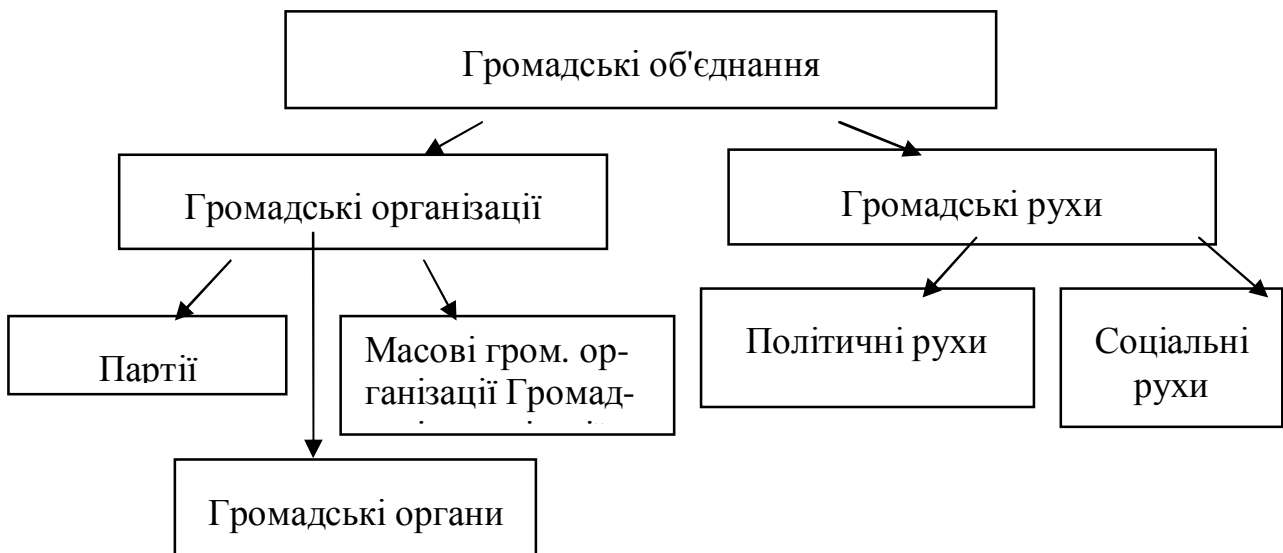 Громадські об'єднання
Громадські організації
Громадські рухи
Партії
Масові гром. ор-
ганізації Громад-
Політичні рухи
Соціальні
рухи
Громадські органи